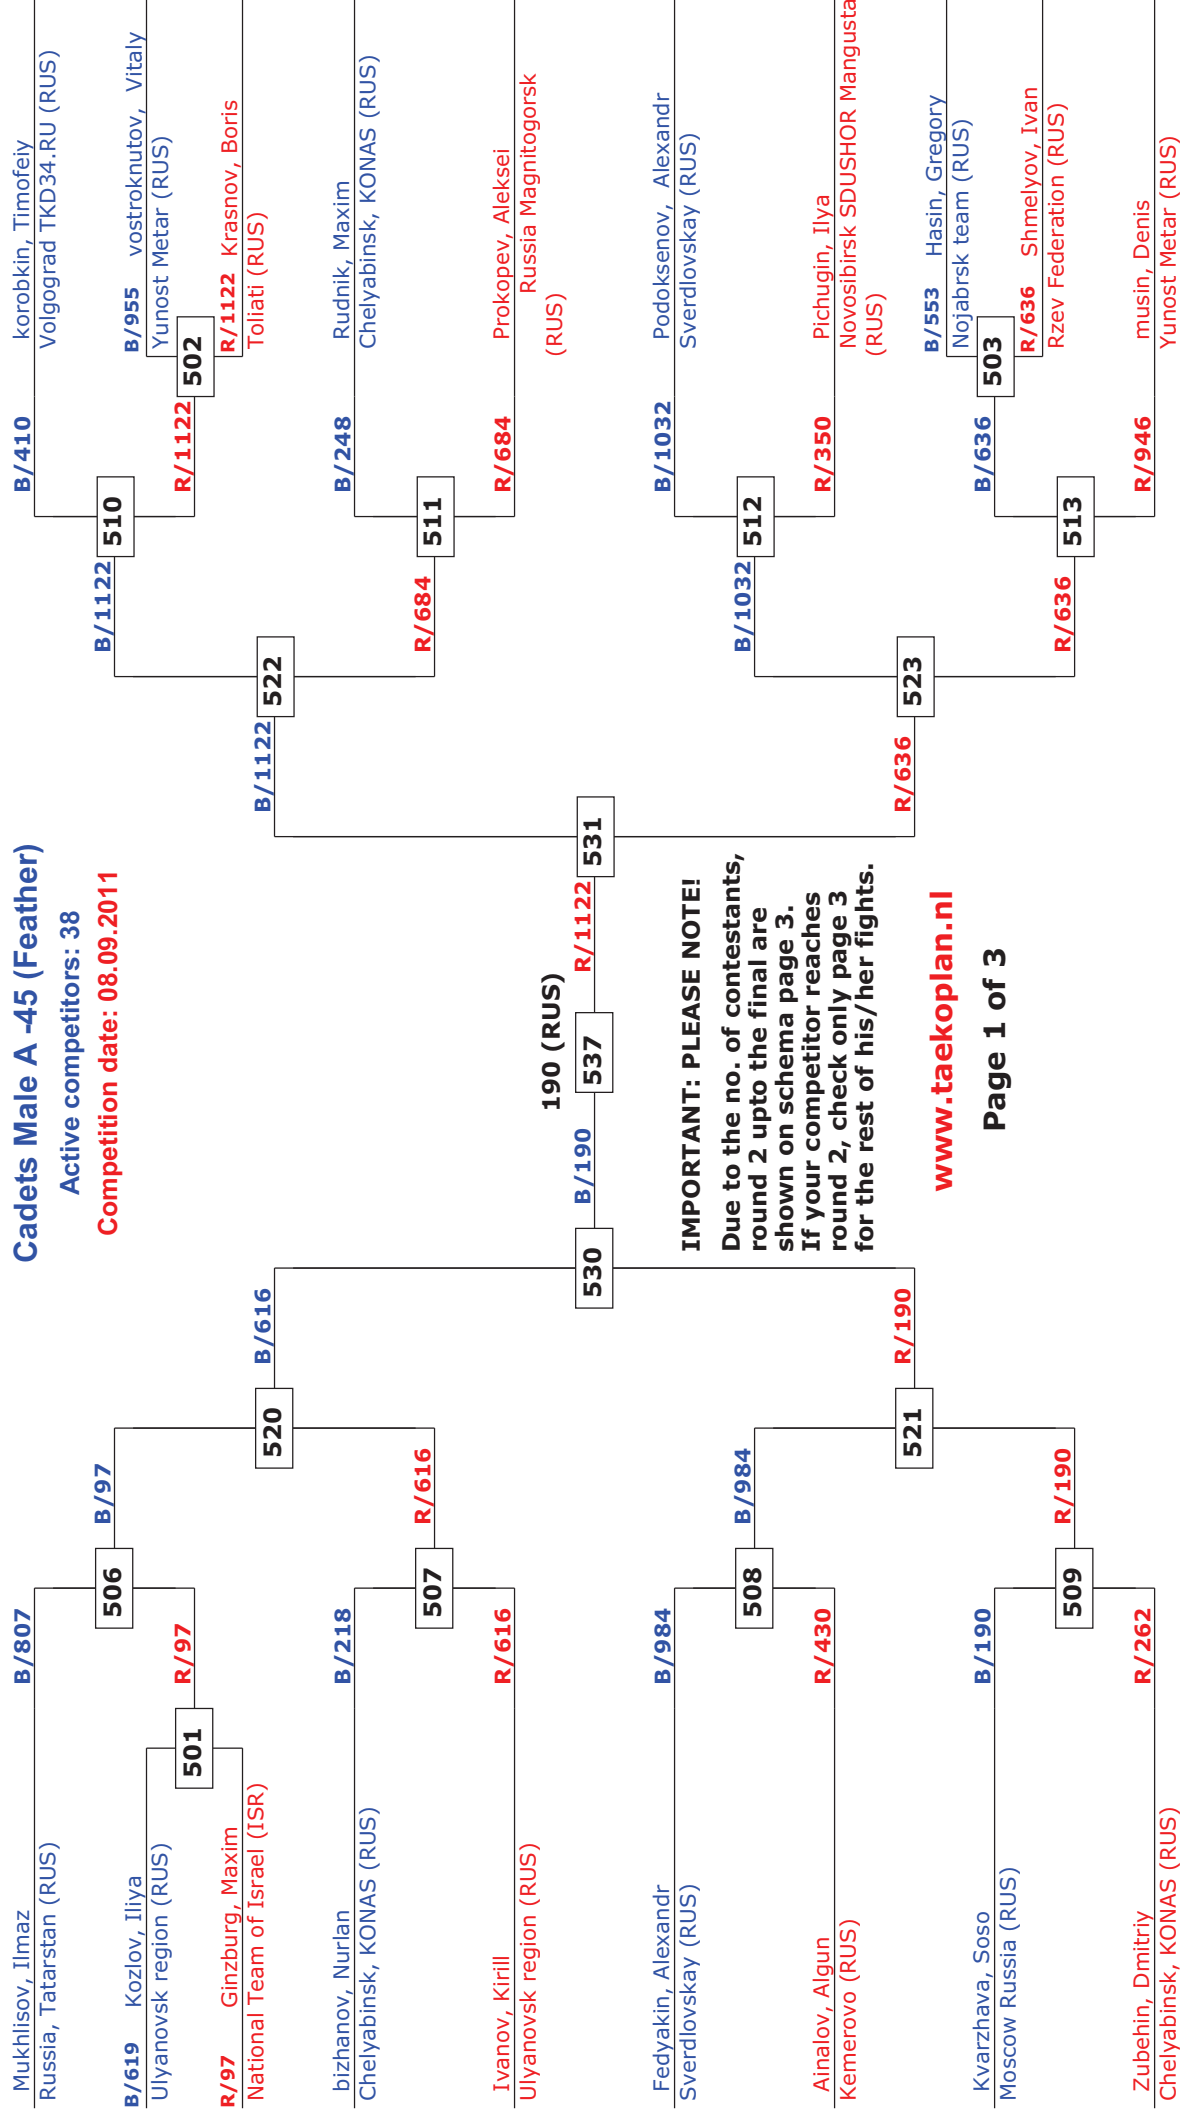 Cadets Male A -45 (Feather)
Active competitors: 38
Competition date: 08.09.2011
Mukhlisov, Ilmaz
Russia, Tatarstan (RUS)
B/807
B/619 Kozlov, Iliya
Ulyanovsk region (RUS)
R/97 Ginzburg, Maxim
National Team of Israel (ISR)
501
R/97
506
B/97
bizhanov, Nurlan
Chelyabinsk, KONAS (RUS)
B/218
Ivanov, Kirill
Ulyanovsk region (RUS)
R/616
507
R/616
520
B/616
Fedyakin, Alexandr
Sverdlovskay (RUS)
B/984
Ainalov, Algun
Kemerovo (RUS)
R/430
508
B/984
Kvarzhava, Soso
Moscow Russia (RUS)
B/190
Zubehin, Dmitriy
Chelyabinsk, KONAS (RUS)
R/262
509
R/190
521
R/190
530
B/190
190 (RUS)
537
R/1122
531
IMPORTANT: PLEASE NOTE!
Due to the no. of contestants,
round 2 upto the final are
shown on schema page 3.
If your competitor reaches
round 2, check only page 3
for the rest of his/her fights.
www.taekoplan.nl
Page 1 of 3
B/410
korobkin, Timofeiy
Volgograd TKD34.RU (RUS)
B/955 vostroknutov, Vitaly
Yunost Metar (RUS)
R/1122 Krasnov, Boris
Toliati (RUS)
502
R/1122
510
B/1122
B/248
Rudnik, Maxim
Chelyabinsk, KONAS (RUS)
R/684
Prokopev, Aleksei
Russia Magnitogorsk
(RUS)
511
R/684
522
B/1122
B/1032
Podoksenov, Alexandr
Sverdlovskay (RUS)
R/350
Pichugin, Ilya
Novosibirsk SDUSHOR Mangusta
(RUS)
512
B/1032
B/553 Hasin, Gregory
Nojabrsk team (RUS)
R/636 Shmelyov, Ivan
Rzev Federation (RUS)
503
B/636
R/946
musin, Denis
Yunost Metar (RUS)
513
R/636
523
R/636